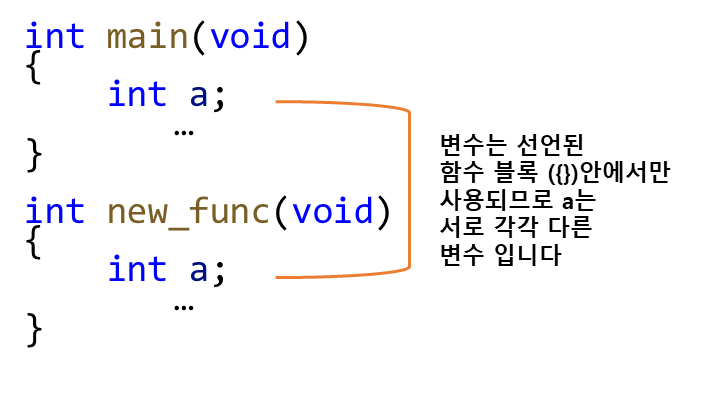 int main(void)
{
int a;
…
}
int new_func(void)
{
int a;
…
}
변수는 선언된
함수 블록 ({})안에서만
사용되므로 a는
서로 각각 다른
변수 입니다